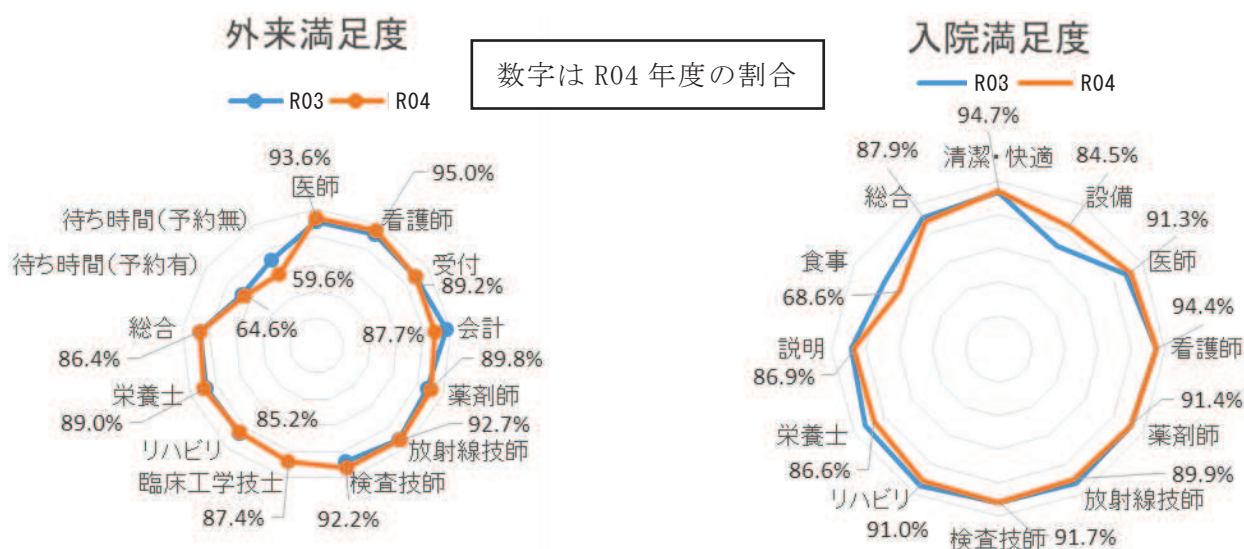 外来満足度
R03 R04
数字は R04 年度の割合
入院満足度
R03 R04
93.6%
医師
95.0%
看護師
受付
89.2%
会計
87.7%
89.8%
薬剤師
92.7%
放射線技師
検査技師
92.2%
臨床工学技士
87.4%
リハビリ
85.2%
栄養士
89.0%
総合
86.4%
待ち時間(予約有)
64.6%
待ち時間(予約無)
59.6%
94.7%
清潔・快適
84.5%
設備
91.3%
医師
94.4%
看護師
91.4%
薬剤師
89.9%
放射線技師
検査技師 91.7%
リハビリ
91.0%
栄養士
86.6%
説明
86.9%
食事
68.6%
総合
87.9%